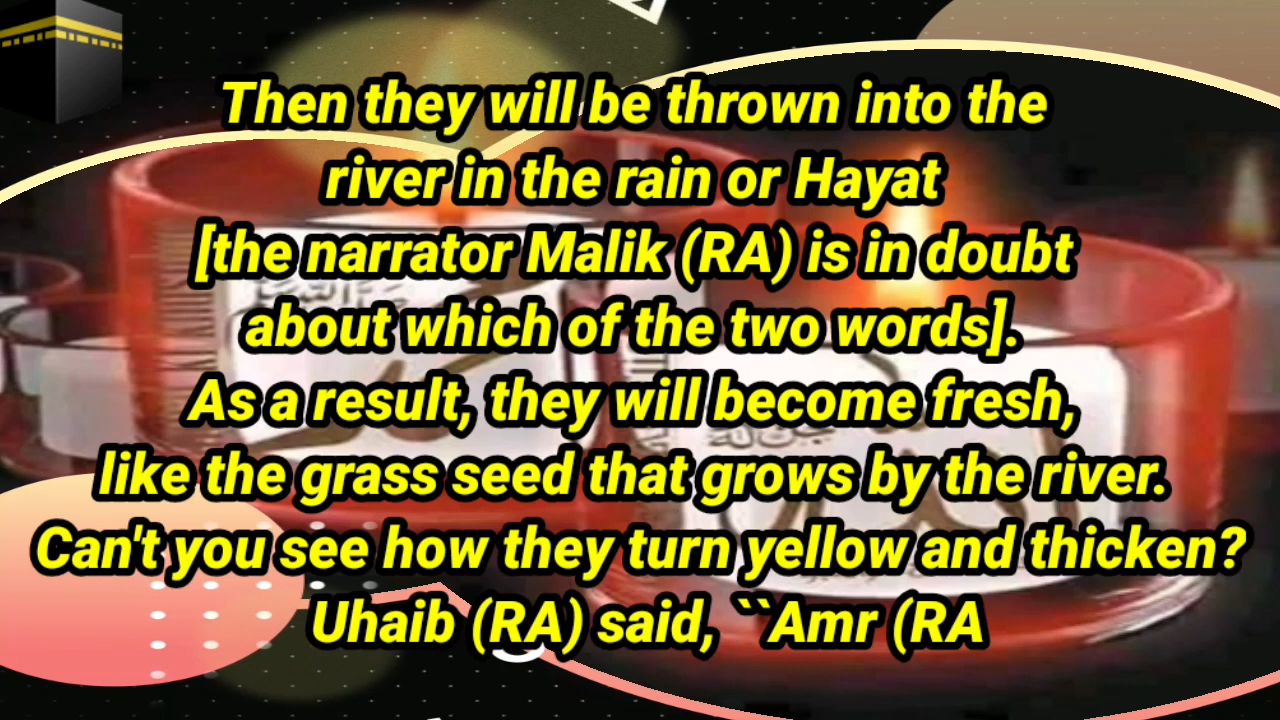 Then they will be thrown into the
river in the rain or Hayat
[the narrator Malik (RA) is in doubt
about which of the two words].
As a result, they will become fresh,
like the grass seed that grows by the river.
Can't you see how they turn yellow and thicken?
Uhaib (RA) said, ``Amr (RA